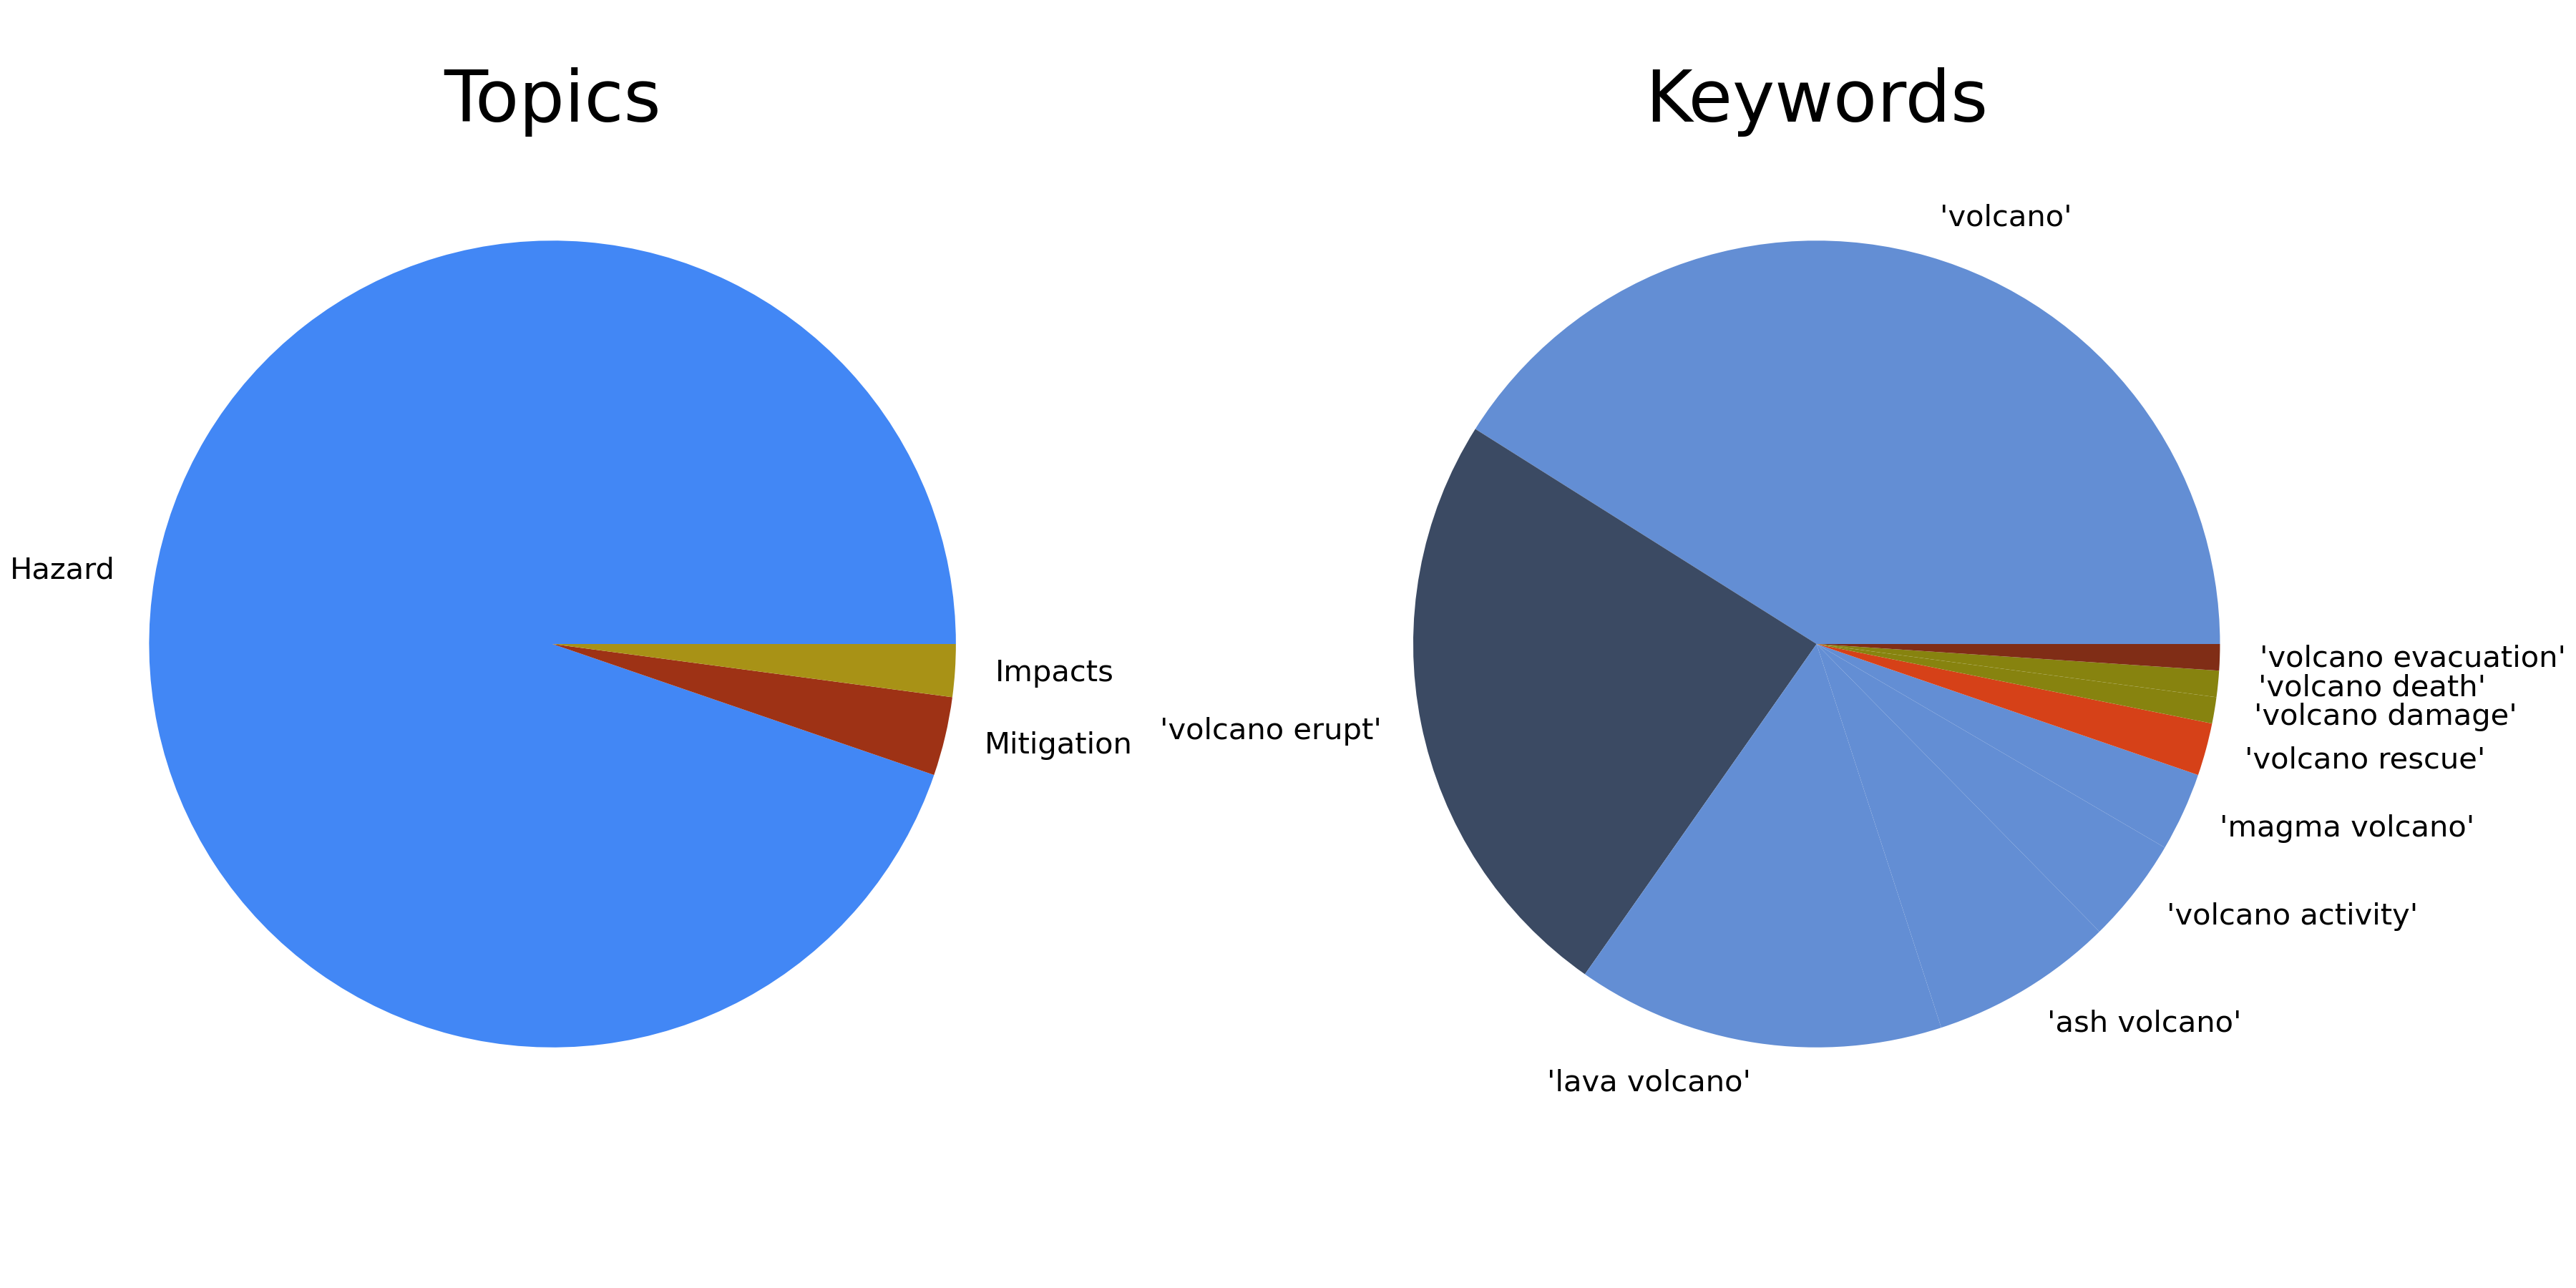 Topics
Hazard
Impacts
Mitigation
Keywords
'volcano'
'volcano erupt'
'lava volcano'
'ash volcano'
'volcano activity'
'magma volcano'
'volcano rescue'
'volcano damage'
'volcano death'
'volcano evacuation'